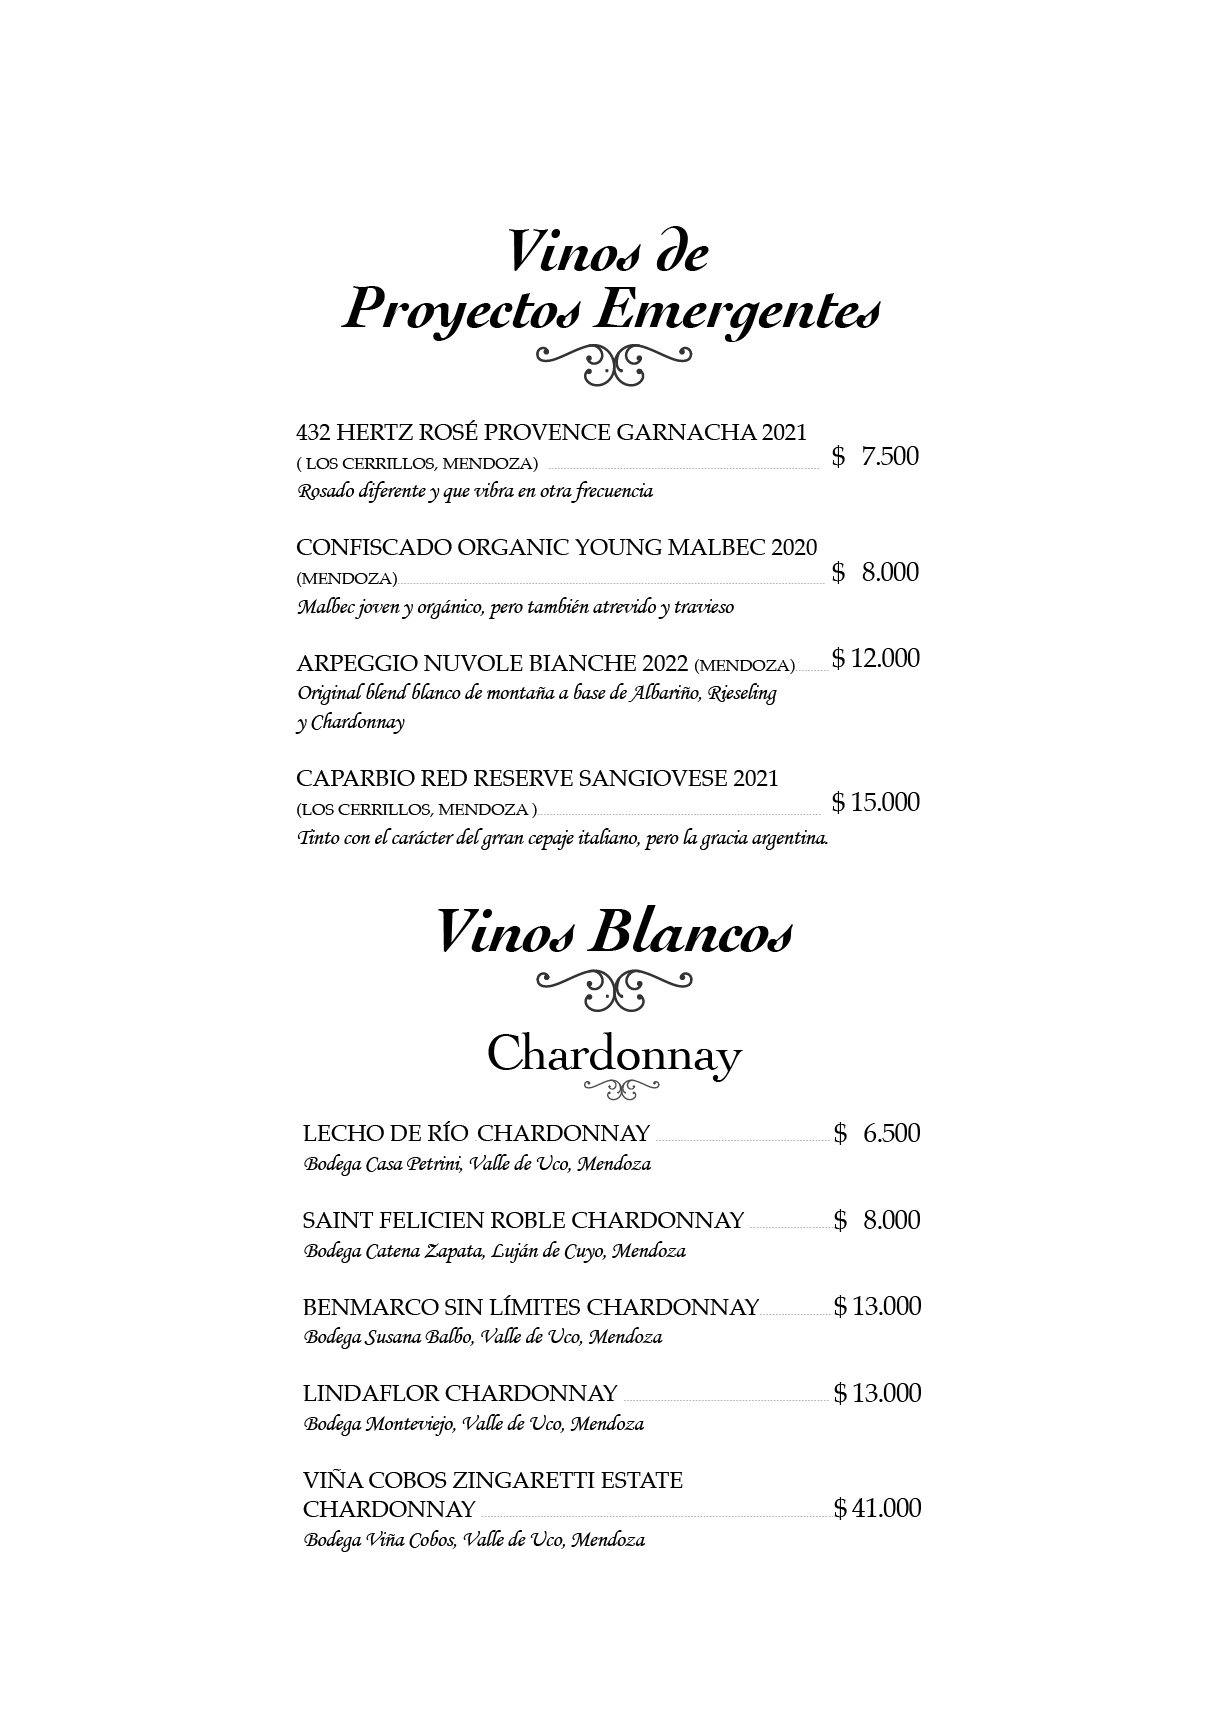 Vinos de
Proyectos Emergentes
432 HERTZ ROSÉ PROVENCE GARNACHA 2021
( LOS CERRILLOS, MENDOZA) $ 7.500
Rosado diferente y que vibra en otra frecuencia
CONFISCADO ORGANIC YOUNG MALBEC 2020
(MENDOZA) $ 8.000
Malbec joven y orgánico, pero también atrevido y travieso
ARPEGGIO NUVOLE BIANCHE 2022 (MENDOZA) $ 12.000
Original blend blanco de montaña a base de Albariño, Rieseling
y Chardonnay
CAPARBIO RED RESERVE SANGIOVESE 2021
(LOS CERRILLOS, MENDOZA ) $ 15.000
Tinto con el carácter del grran cepaje italiano, pero la gracia argentina.
Vinos Blancos
Chardonnay
LECHO DE RÍO CHARDONNAY $ 6.500
Bodega Casa Petrini, Valle de Uco, Mendoza
SAINT FELICIEN ROBLE CHARDONNAY $ 8.000
Bodega Catena Zapata, Luján de Cuyo, Mendoza
BENMARCO SIN LÍMITES CHARDONNAY $ 13.000
Bodega Susana Balbo, Valle de Uco, Mendoza
LINDAFLOR CHARDONNAY $ 13.000
Bodega Monteviejo, Valle de Uco, Mendoza
VIÑA COBOS ZINGARETTI ESTATE
CHARDONNAY $ 41.000
Bodega Viña Cobos, Valle de Uco, Mendoza